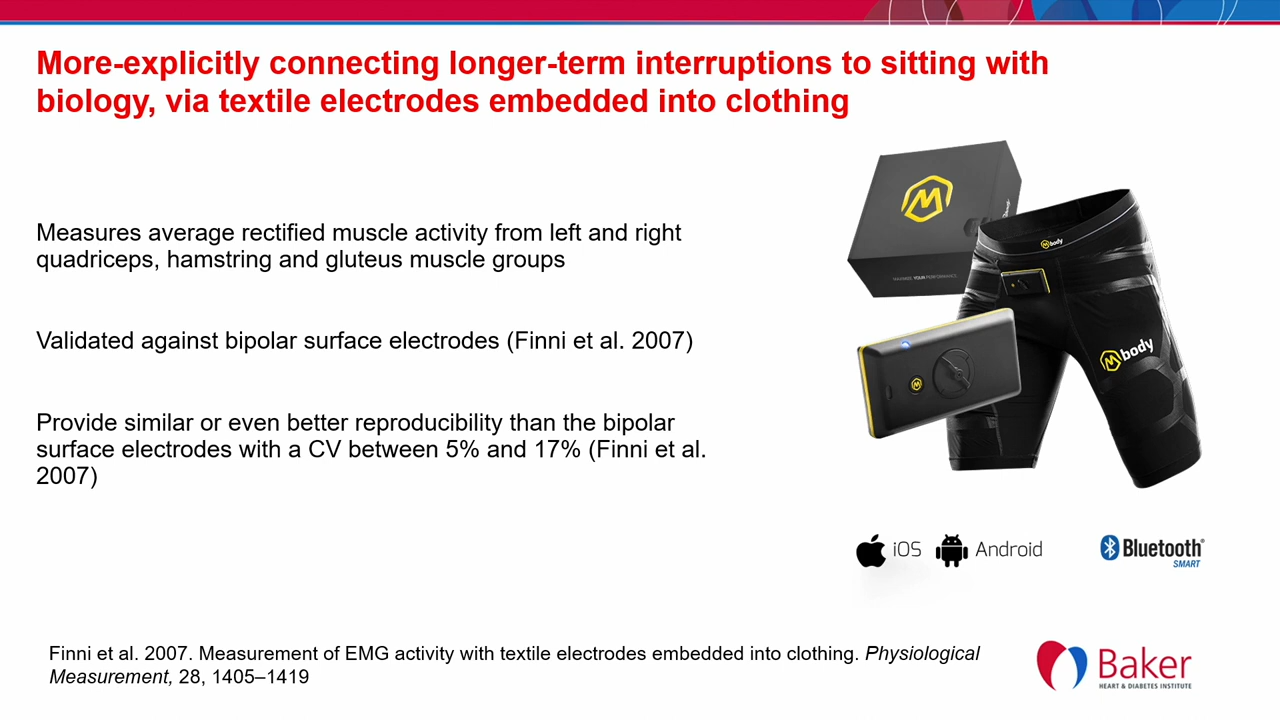 More-explicitly connecting longer-term interruptions to sitting with
biology, via textile electrodes embedded into clothing
Measures average rectified muscle activity from left and right
quadriceps, hamstring and gluteus muscle groups
Validated against bipolar surface electrodes (Finni et al. 2007)
Provide similar or even better reproducibility than the bipolar
surface electrodes with a CV between 5% and 17% (Finni et al.
2007)
M
MAXIMISE YOUR PERFORMANCE.
M body
M body
M
iOS
Android
Bluetooth®
SMART
Finni et al. 2007. Measurement of EMG activity with textile electrodes embedded into clothing. Physiological
Measurement, 28, 1405–1419
Baker
HEART & DIABETES INSTITUTE